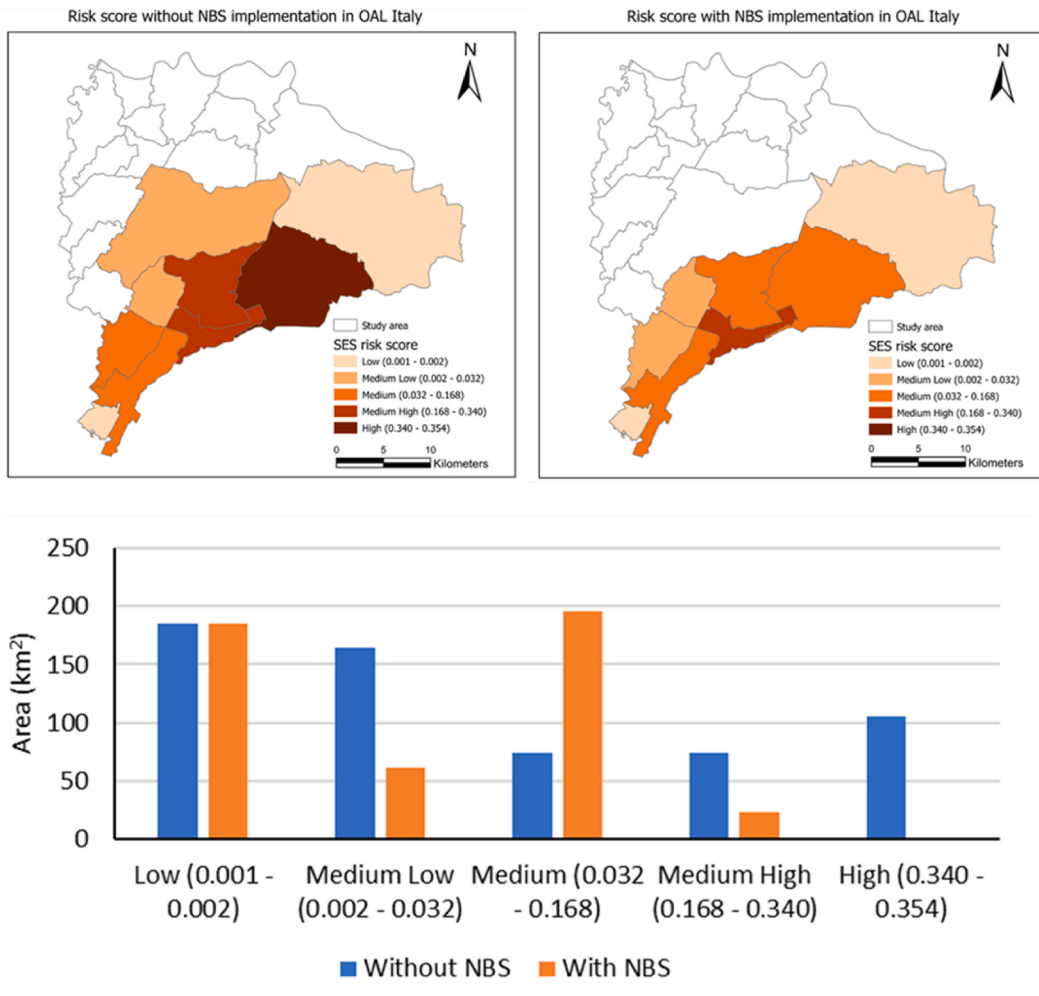 Risk score without NBS implementation in OAL Italy
N
Study area
SES risk score
Low (0.001 - 0.002)
Medium Low (0.002 - 0.032)
Medium (0.032 - 0.168)
Medium High (0.168 - 0.340)
High (0.340 - 0.354)
0 5 10
Kilometers
Risk score with NBS implementation in OAL Italy
N
Study area
SES risk score
Low (0.001 - 0.002)
Medium Low (0.002 - 0.032)
Medium (0.032 - 0.168)
Medium High (0.168 - 0.340)
High (0.340 - 0.354)
0 5 10
Kilometers
Area (km²)
250
200
150
100
50
0
Low (0.001 -
0.002)
Medium Low
(0.002 - 0.032)
Medium (0.032
- 0.168)
Medium High
(0.168 - 0.340)
High (0.340 -
0.354)
Without NBS
With NBS